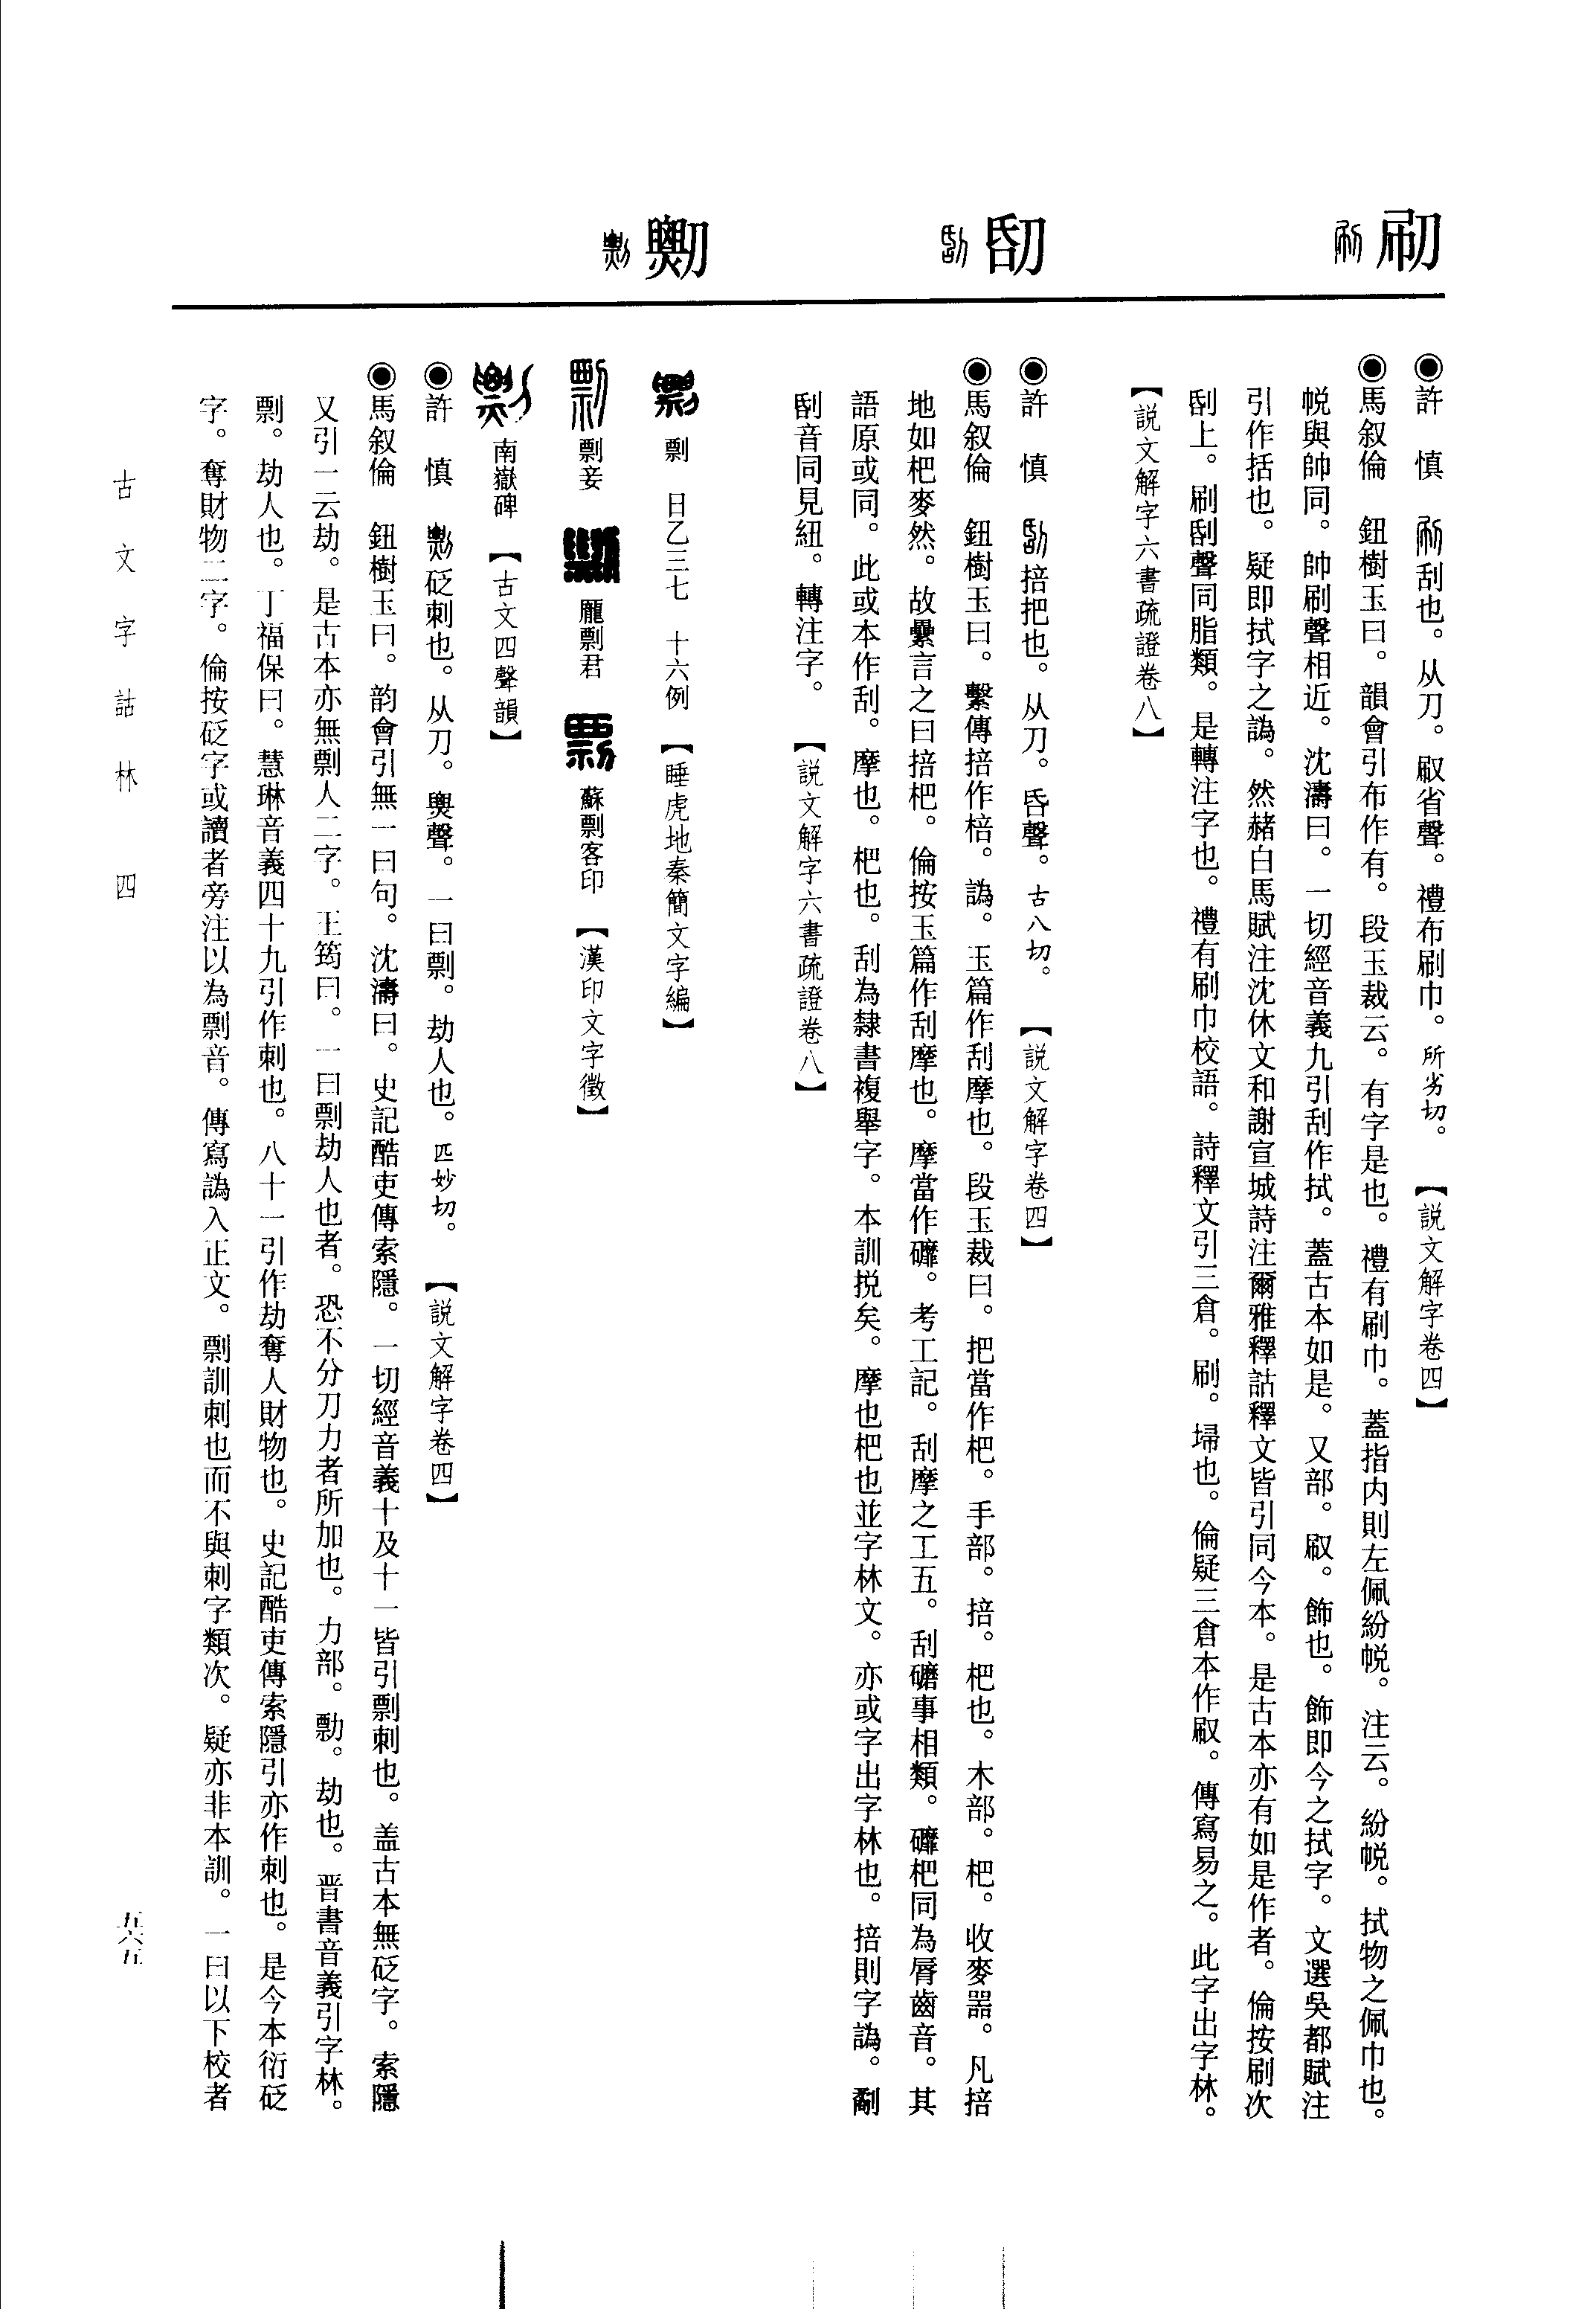 刷
◉許　慎　刮也。从刀。㕞省聲。禮布刷巾。所劣切。【説文解字卷四】
◉馬叙倫　鈕樹玉曰。韻會引布作有。段玉裁云。有字是也。禮有刷巾。蓋指内則左佩紛帨。注云。紛帨。拭物之佩巾也。
帨與帥同。帥刷聲相近。沈濤曰。一切經音義九引刮作拭。蓋古本如是。又部。㕞。飾也。飾即今之拭字。文選吳都賦注
引作括也。疑即拭字之譌。然赭白馬賦注沈休文和謝宣城詩注爾雅釋詁釋文皆引同今本。是古本亦有如是作者。倫按刷次
刮上。刷刮聲同脂類。是轉注字也。禮有刷巾校語。詩釋文引三倉。刷。埽也。倫疑三倉本作㕞。傳寫易之。此字出字林。
【説文解字六書疏證卷八】
◉許　慎　掊把也。从刀。昏聲。古八切。【説文解字卷四】
◉馬叙倫　鈕樹玉曰。繫傳掊作棓。譌。玉篇作刮摩也。段玉裁曰。把當作杷。手部。掊。杷也。木部。杷。收麥噐。凡掊
地如杷麥然。故纍言之曰掊杷。倫按玉篇作刮摩也。摩當作䃺。考工記。刮摩之工五。刮䃺事相類。䃺杷同為脣齒音。其
語原或同。此或本作刮。摩也。杷也。刮為隸書複舉字。本訓挩矣。摩也杷也並字林文。亦或字出字林也。掊則字譌。劀
刮音同見紐。轉注字。【説文解字六書疏證卷八】
剽　日乙三七　十六例【睡虎地秦簡文字編】
剽妾　龐剽君　蘇剽客印【漢印文字徵】
南嶽碑【古文四聲韻】
◉許　慎　砭刺也。从刀。㶾聲。一曰剽。劫人也。匹妙切。【説文解字卷四】
◉馬叙倫　鈕樹玉曰。韵會引無一曰句。沈濤曰。史記酷吏傳索隱。一切經音義十及十一皆引剽刺也。盖古本無砭字。索隱
又引一云劫。是古本亦無剽人二字。王筠曰。一曰剽劫人也者。恐不分刀力者所加也。力部。勡。劫也。晋書音義引字林。
剽。劫人也。丁福保曰。慧琳音義四十九引作刺也。八十一引作劫奪人財物也。史記酷吏傳索隱引亦作刺也。是今本衍砭
字。奪財物二字。倫按砭字或讀者旁注以為剽音。傳寫譌入正文。剽訓刺也而不與刺字類次。疑亦非本訓。一曰以下校者
古文字詁林　四
五六五